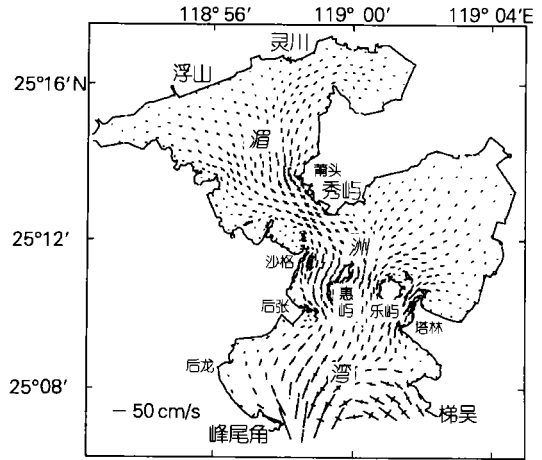 118°56′
119°00′
119°04′E
灵川
浮山
25°16′N
湄
莆头
秀屿
25°12′
洲
沙格
惠屿
乐屿
后张
塔林
后龙
湾
25°08′
— 50 cm/s
梯吴
峰尾角